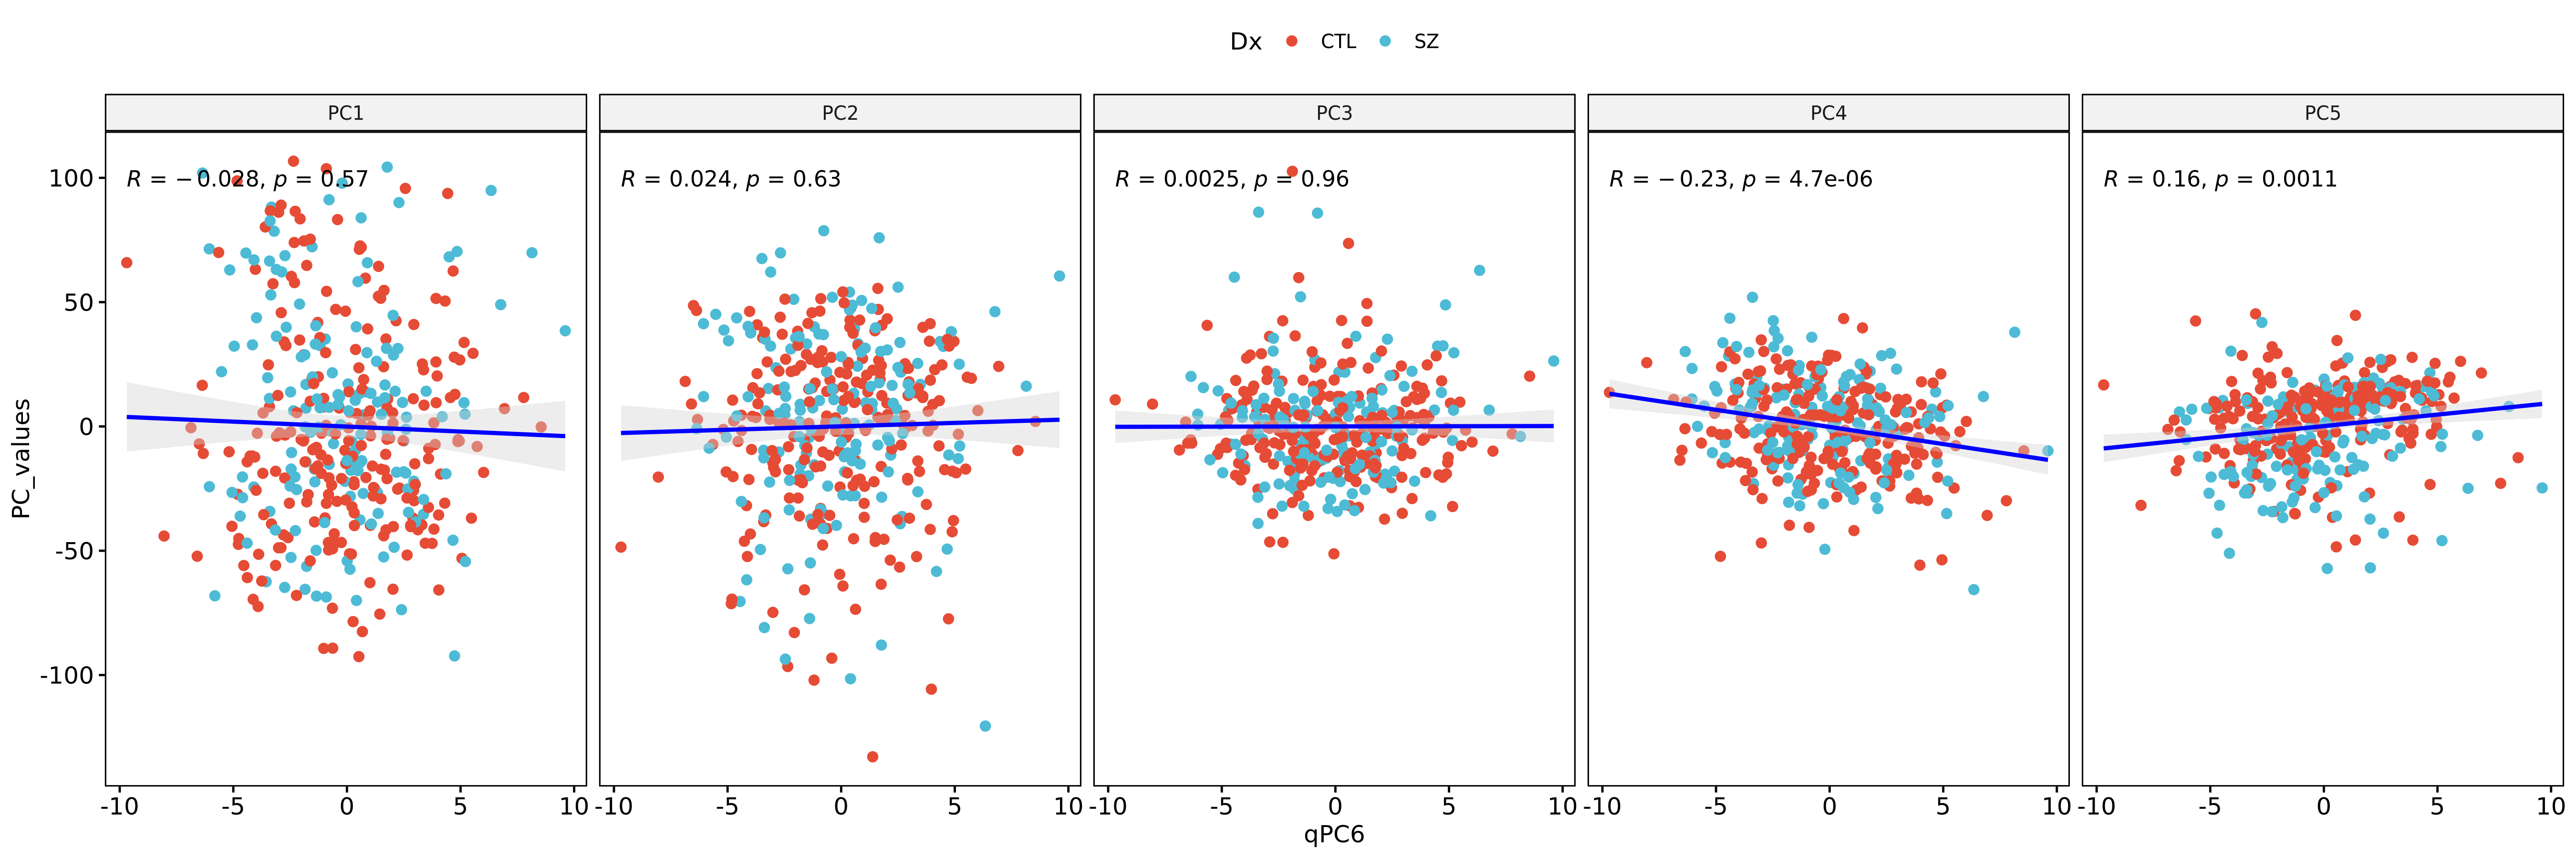 Dx CTL SZ
PC1 PC2 PC3 PC4 PC5
R = −0.028, p = 0.57 R = 0.024, p = 0.63 R = 0.0025, p = 0.96 R = −0.23, p = 4.7e-06 R = 0.16, p = 0.0011
100
50
0
-50
-100
PC_values
-10 -5 0 5 10 -10 -5 0 5 10 -10 -5 0 5 10 -10 -5 0 5 10 -10 -5 0 5 10
qPC6